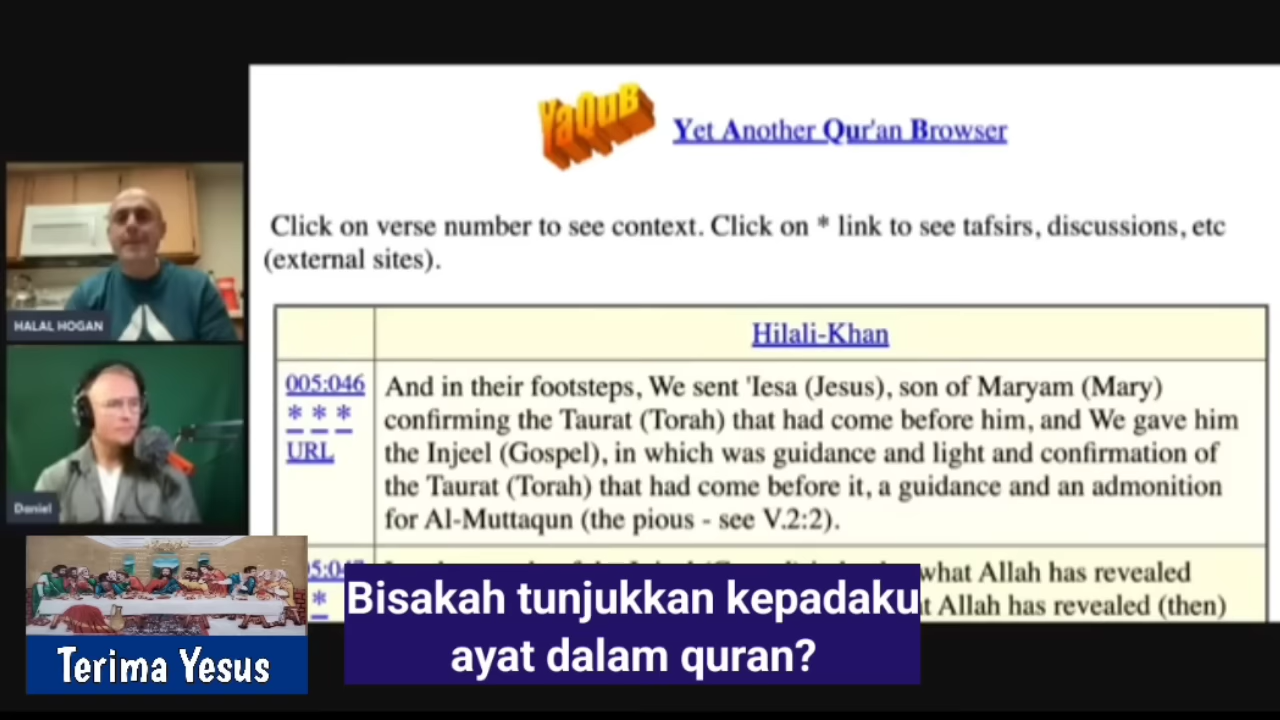 YaQuB
Yet Another Qur'an Browser
Click on verse number to see context. Click on * link to see tafsirs, discussions, etc
(external sites).
Hilali-Khan
005:046
* * *
URL
And in their footsteps, We sent 'Iesa (Jesus), son of Maryam (Mary)
confirming the Taurat (Torah) that had come before him, and We gave him
the Injeel (Gospel), in which was guidance and light and confirmation of
the Taurat (Torah) that had come before it, a guidance and an admonition
for Al-Muttaqun (the pious - see V.2:2).
*
what Allah has revealed
Allah has revealed (then)
HALAL HOGAN
Daniel
Terima Yesus
Bisakah tunjukkan kepadaku
ayat dalam quran?